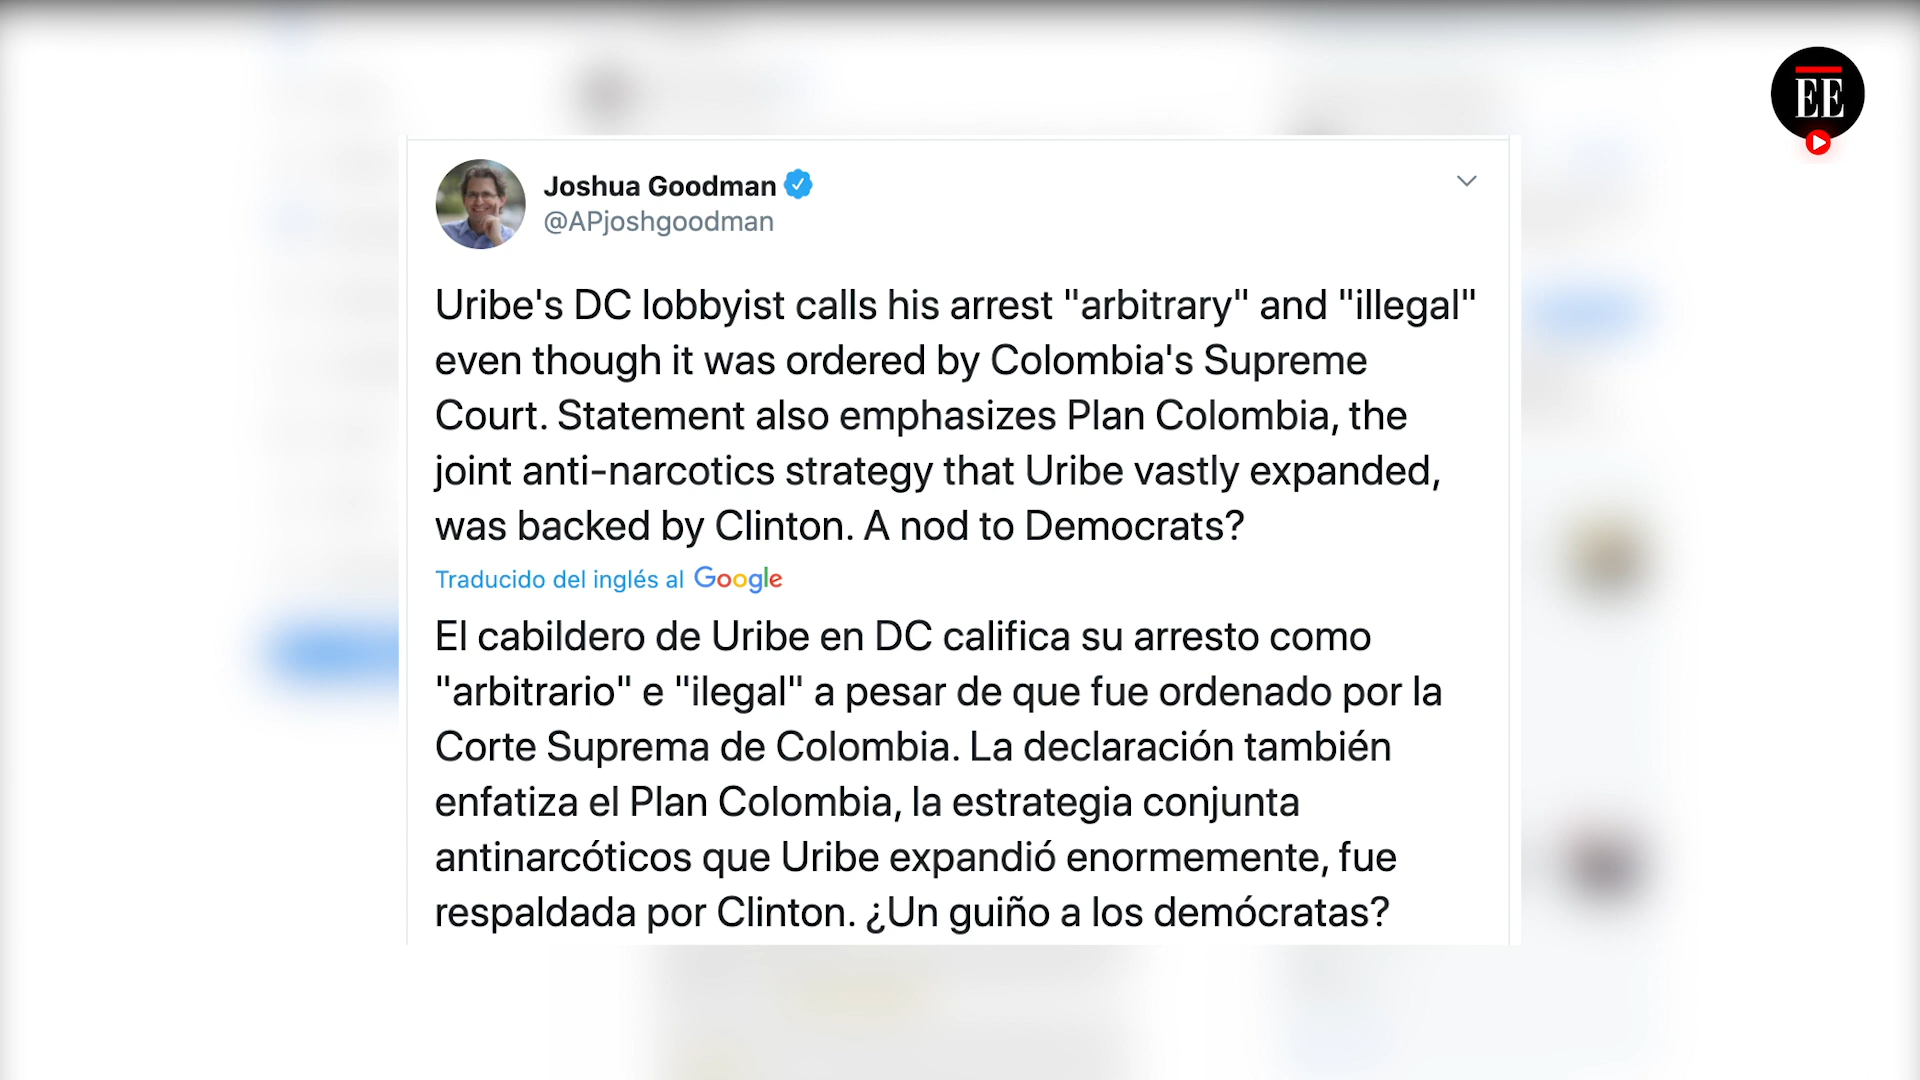 EE
Joshua Goodman
@APjoshgoodman
Uribe's DC lobbyist calls his arrest "arbitrary" and "illegal"
even though it was ordered by Colombia's Supreme
Court. Statement also emphasizes Plan Colombia, the
joint anti-narcotics strategy that Uribe vastly expanded,
was backed by Clinton. A nod to Democrats?
Traducido del inglés al Google
El cabildero de Uribe en DC califica su arresto como
"arbitrario" e "ilegal" a pesar de que fue ordenado por la
Corte Suprema de Colombia. La declaración también
enfatiza el Plan Colombia, la estrategia conjunta
antinarcóticos que Uribe expandió enormemente, fue
respaldada por Clinton. ¿Un guiño a los demócratas?